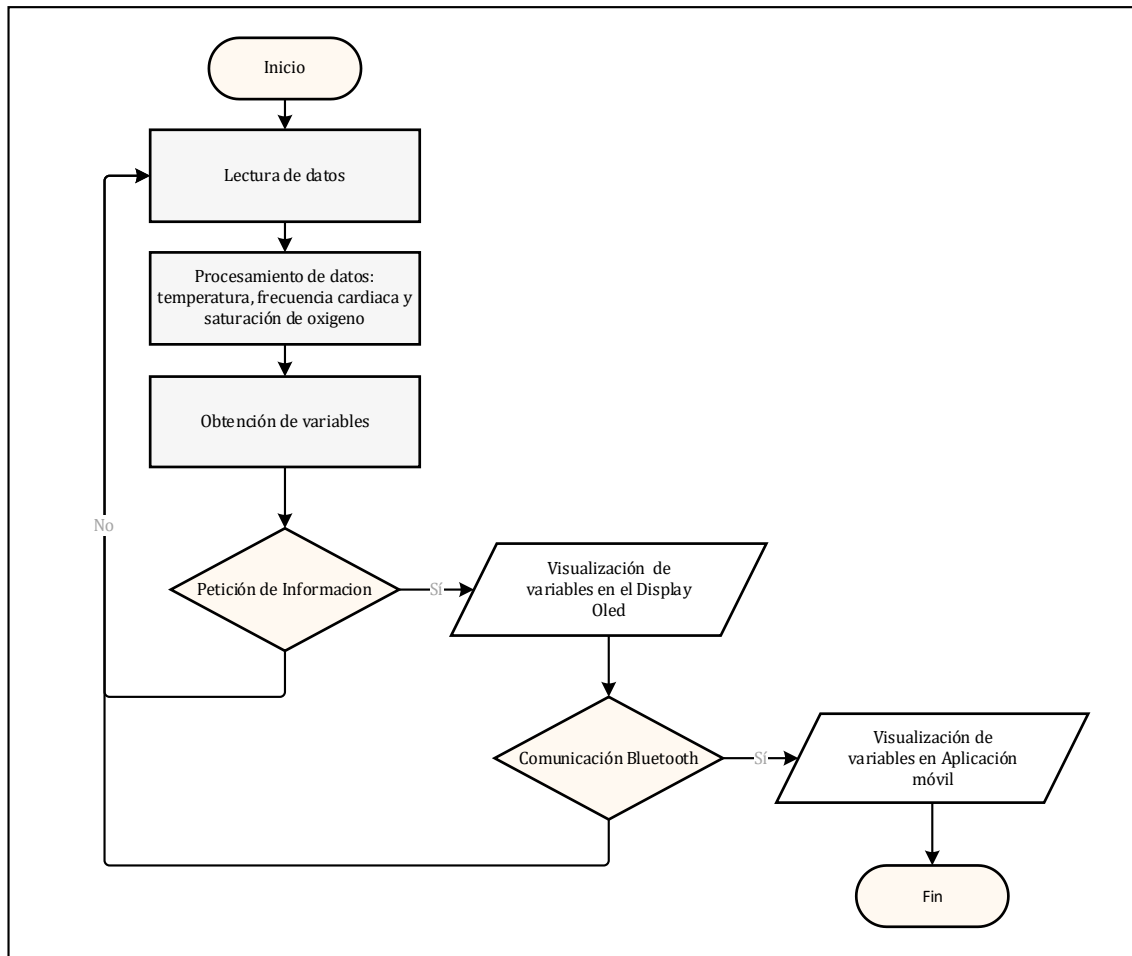 Inicio
Lectura de datos
Procesamiento de datos:
temperatura, frecuencia cardiaca y
saturación de oxigeno
Obtención de variables
No
Petición de Informacion
Sí
Visualización de
variables en el Display
Oled
Comunicación Bluetooth
Sí
Visualización de
variables en Aplicación
móvil
Fin